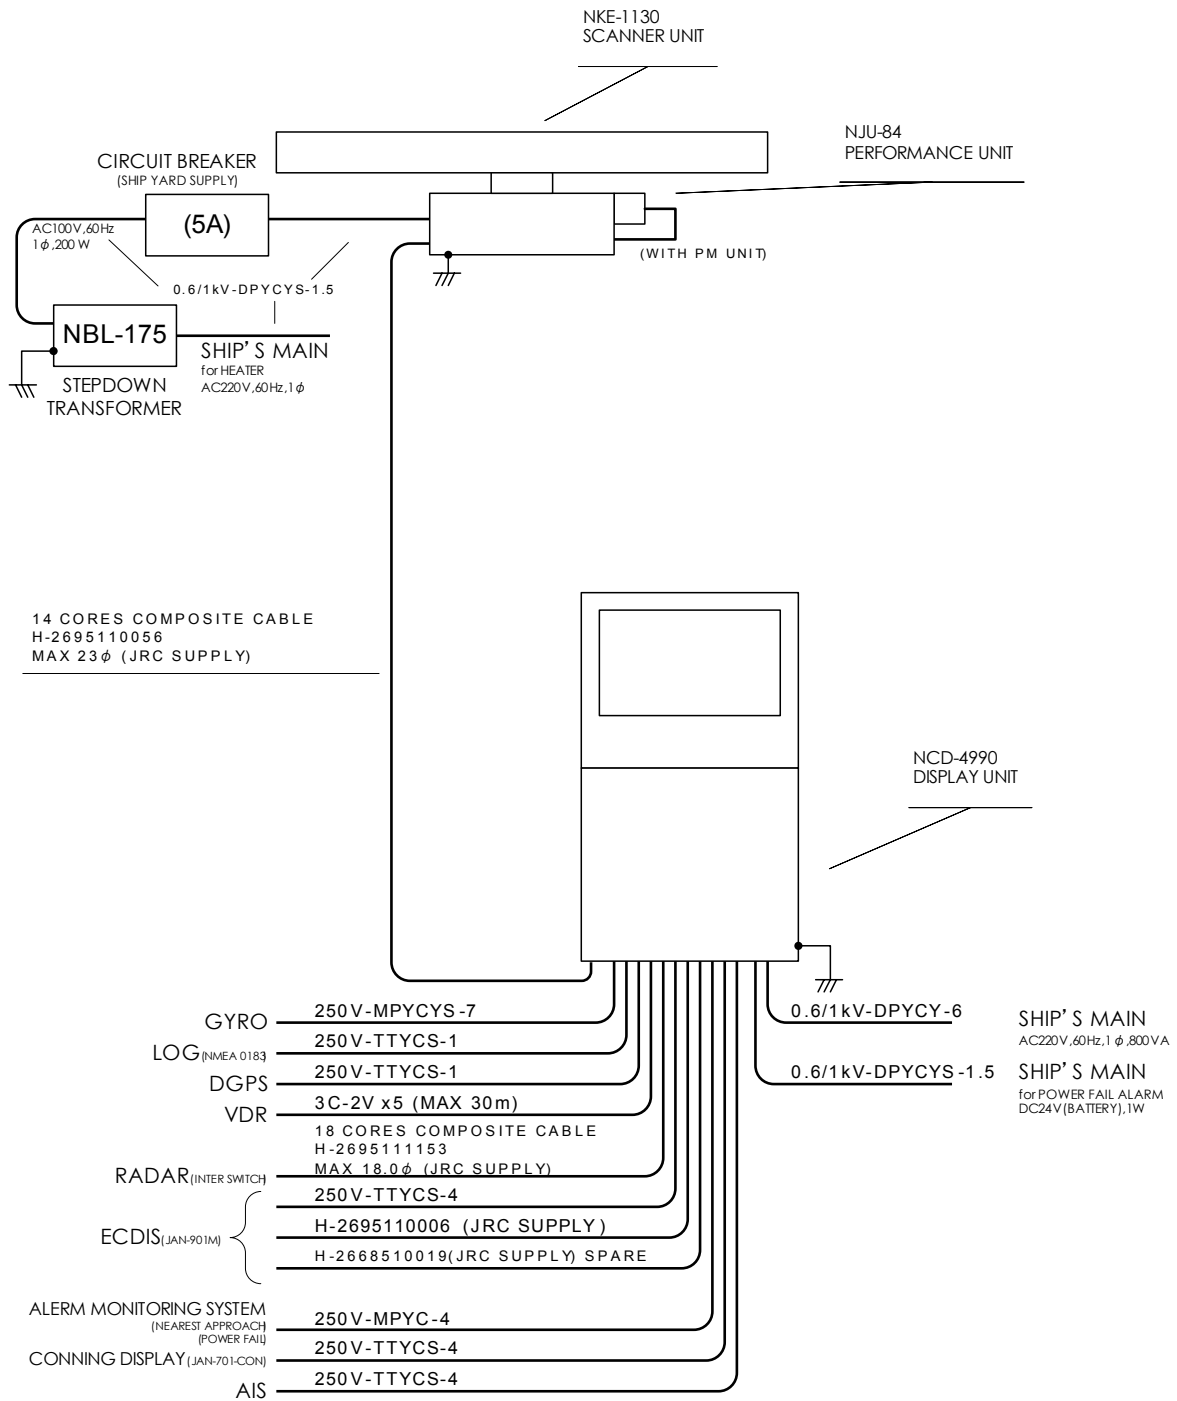 NKE-1130
SCANNER UNIT
NJU-84
PERFORMANCE UNIT
CIRCUIT BREAKER
(SHIP YARD SUPPLY)
(5A)
AC100V,60Hz
1φ,200 W
(WITH PM UNIT)
0.6/1kV-DPYCYS-1.5
NBL-175
SHIP'S MAIN
for HEATER
AC220V,60Hz,1φ
STEPDOWN
TRANSFORMER
14 CORES COMPOSITE CABLE
H-2695110056
MAX 23φ (JRC SUPPLY)
NCD-4990
DISPLAY UNIT
GYRO 250V-MPYCYS-7
LOG(NMEA 0183) 250V-TTYCS-1
DGPS 250V-TTYCS-1
VDR 3C-2V x5 (MAX 30m)
18 CORES COMPOSITE CABLE
H-2695111153
RADAR(INTER SWITCH) MAX 18.0φ (JRC SUPPLY)
250V-TTYCS-4
ECDIS(JAN-901M) H-2695110006 (JRC SUPPLY)
H-2668510019(JRC SUPPLY) SPARE
ALERM MONITORING SYSTEM 250V-MPYC-4
(NEAREST APPROACH)
(POWER FAIL)
CONNING DISPLAY(JAN-701-CON) 250V-TTYCS-4
AIS 250V-TTYCS-4
0.6/1kV-DPYCY-6 SHIP'S MAIN
AC220V,60Hz,1φ,800VA
0.6/1kV-DPYCYS-1.5 SHIP'S MAIN
for POWER FAIL ALARM
DC24V(BATTERY),1W